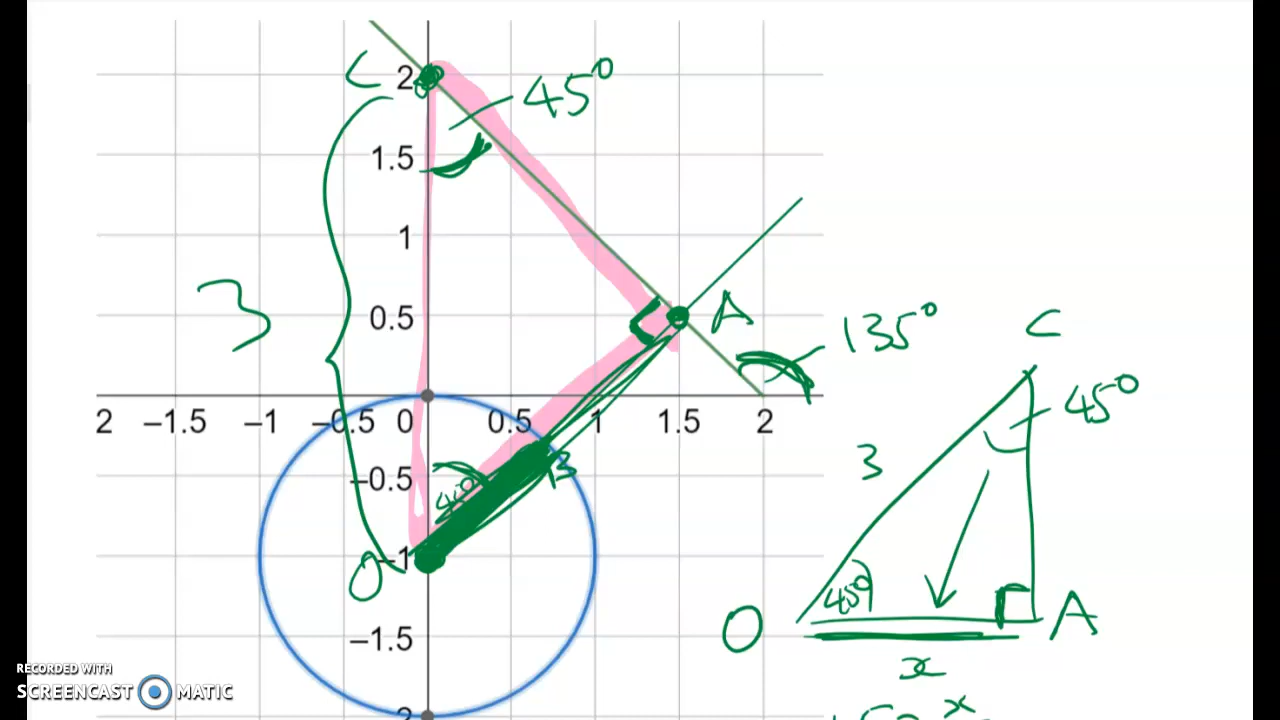 C
2
45°
1.5
1
3
0.5
A
135°
C
2 −1.5 −1 −0.5 0 0.5 1 1.5 2
45°
−0.5
45°
B
3
O
−1
45°
O
A
−1.5
x
RECORDED WITH
SCREENCAST MATIC